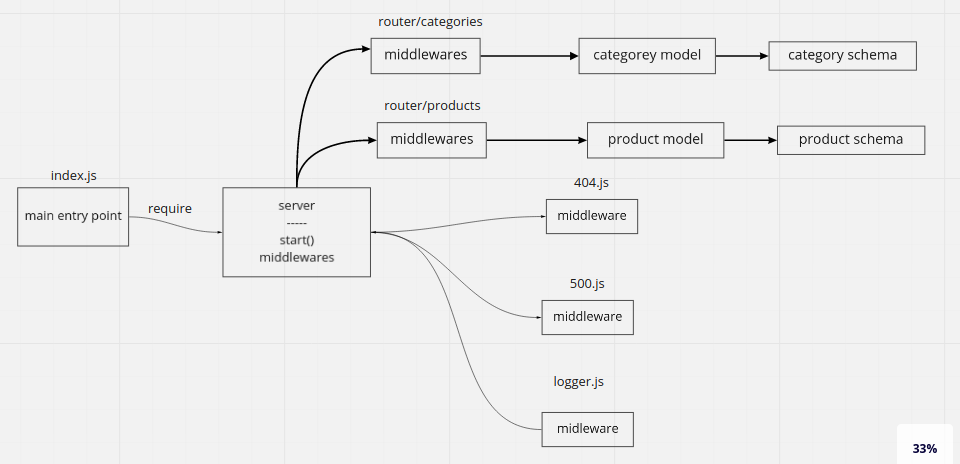 router/categories
middlewares
categorey model
category schema
router/products
middlewares
product model
product schema
index.js
main entry point
require
server
-----
start()
middlewares
404.js
middleware
500.js
middleware
logger.js
midleware
33%